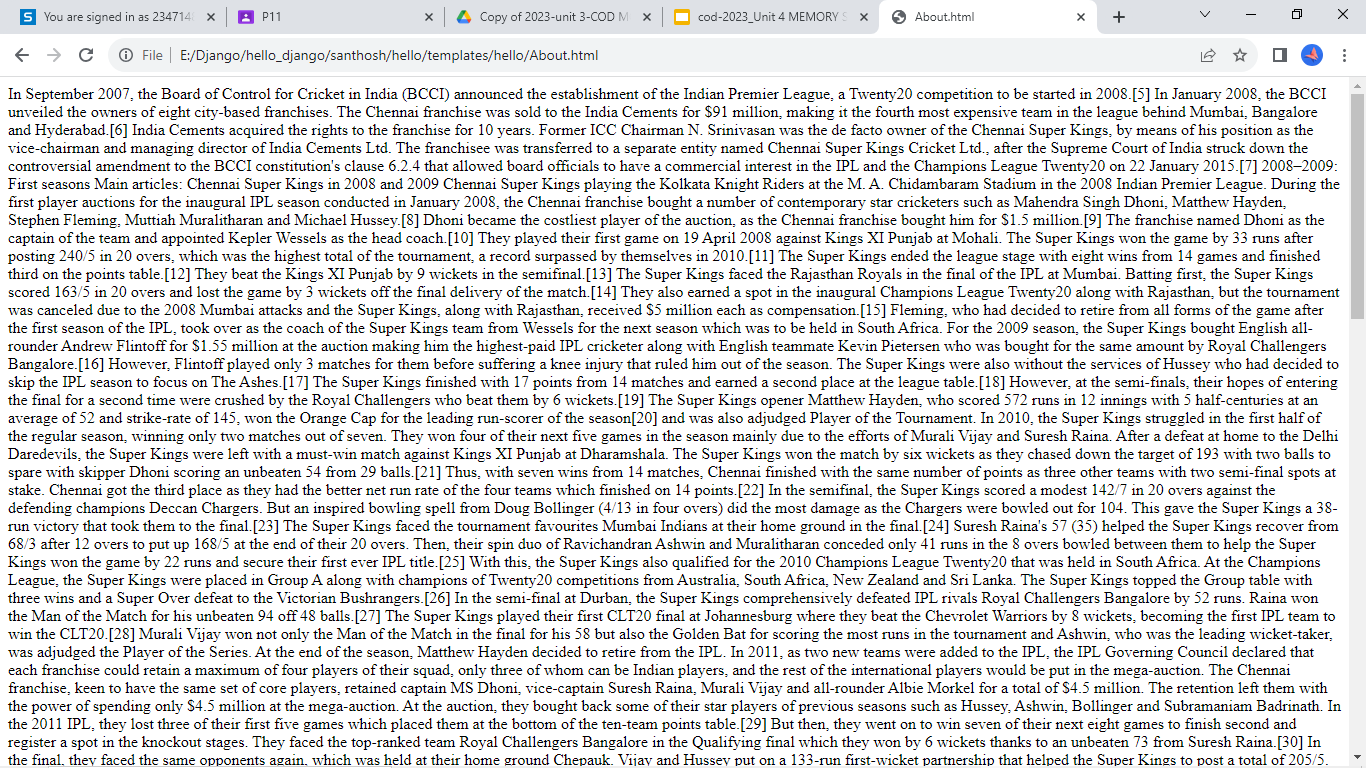 You are signed in as 234714
P11
Copy of 2023-unit 3-COD M
cod-2023_Unit 4 MEMORY S
About.html
File
E:/Django/hello_django/santhosh/hello/templates/hello/About.html
In September 2007, the Board of Control for Cricket in India (BCCI) announced the establishment of the Indian Premier League, a Twenty20 competition to be started in 2008.[5] In January 2008, the BCCI
unveiled the owners of eight city-based franchises. The Chennai franchise was sold to the India Cements for $91 million, making it the fourth most expensive team in the league behind Mumbai, Bangalore
and Hyderabad.[6] India Cements acquired the rights to the franchise for 10 years. Former ICC Chairman N. Srinivasan was the de facto owner of the Chennai Super Kings, by means of his position as the
vice-chairman and managing director of India Cements Ltd. The franchisee was transferred to a separate entity named Chennai Super Kings Cricket Ltd., after the Supreme Court of India struck down the
controversial amendment to the BCCI constitution's clause 6.2.4 that allowed board officials to have a commercial interest in the IPL and the Champions League Twenty20 on 22 January 2015.[7] 2008–2009:
First seasons Main articles: Chennai Super Kings in 2008 and 2009 Chennai Super Kings playing the Kolkata Knight Riders at the M. A. Chidambaram Stadium in the 2008 Indian Premier League. During the
first player auctions for the inaugural IPL season conducted in January 2008, the Chennai franchise bought a number of contemporary star cricketers such as Mahendra Singh Dhoni, Matthew Hayden,
Stephen Fleming, Muttiah Muralitharan and Michael Hussey.[8] Dhoni became the costliest player of the auction, as the Chennai franchise bought him for $1.5 million.[9] The franchise named Dhoni as the
captain of the team and appointed Kepler Wessels as the head coach.[10] They played their first game on 19 April 2008 against Kings XI Punjab at Mohali. The Super Kings won the game by 33 runs after
posting 240/5 in 20 overs, which was the highest total of the tournament, a record surpassed by themselves in 2010.[11] The Super Kings ended the league stage with eight wins from 14 games and finished
third on the points table.[12] They beat the Kings XI Punjab by 9 wickets in the semifinal.[13] The Super Kings faced the Rajasthan Royals in the final of the IPL at Mumbai. Batting first, the Super Kings
scored 163/5 in 20 overs and lost the game by 3 wickets off the final delivery of the match.[14] They also earned a spot in the inaugural Champions League Twenty20 along with Rajasthan, but the tournament
was canceled due to the 2008 Mumbai attacks and the Super Kings, along with Rajasthan, received $5 million each as compensation.[15] Fleming, who had decided to retire from all forms of the game after
the first season of the IPL, took over as the coach of the Super Kings team from Wessels for the next season which was to be held in South Africa. For the 2009 season, the Super Kings bought English all-
rounder Andrew Flintoff for $1.55 million at the auction making him the highest-paid IPL cricketer along with English teammate Kevin Pietersen who was bought for the same amount by Royal Challengers
Bangalore.[16] However, Flintoff played only 3 matches for them before suffering a knee injury that ruled him out of the season. The Super Kings were also without the services of Hussey who had decided to
skip the IPL season to focus on The Ashes.[17] The Super Kings finished with 17 points from 14 matches and earned a second place at the league table.[18] However, at the semi-finals, their hopes of entering
the final for a second time were crushed by the Royal Challengers who beat them by 6 wickets.[19] The Super Kings opener Matthew Hayden, who scored 572 runs in 12 innings with 5 half-centuries at an
average of 52 and strike-rate of 145, won the Orange Cap for the leading run-scorer of the season[20] and was also adjudged Player of the Tournament. In 2010, the Super Kings struggled in the first half of
the regular season, winning only two matches out of seven. They won four of their next five games in the season mainly due to the efforts of Murali Vijay and Suresh Raina. After a defeat at home to the Delhi
Daredevils, the Super Kings were left with a must-win match against Kings XI Punjab at Dharamshala. The Super Kings won the match by six wickets as they chased down the target of 193 with two balls to
spare with skipper Dhoni scoring an unbeaten 54 from 29 balls.[21] Thus, with seven wins from 14 matches, Chennai finished with the same number of points as three other teams with two semi-final spots at
stake. Chennai got the third place as they had the better net run rate of the four teams which finished on 14 points.[22] In the semifinal, the Super Kings scored a modest 142/7 in 20 overs against the
defending champions Deccan Chargers. But an inspired bowling spell from Doug Bollinger (4/13 in four overs) did the most damage as the Chargers were bowled out for 104. This gave the Super Kings a 38-
run victory that took them to the final.[23] The Super Kings faced the tournament favourites Mumbai Indians at their home ground in the final.[24] Suresh Raina's 57 (35) helped the Super Kings recover from
68/3 after 12 overs to put up 168/5 at the end of their 20 overs. Then, their spin duo of Ravichandran Ashwin and Muralitharan conceded only 41 runs in the 8 overs bowled between them to help the Super
Kings won the game by 22 runs and secure their first ever IPL title.[25] With this, the Super Kings also qualified for the 2010 Champions League Twenty20 that was held in South Africa. At the Champions
League, the Super Kings were placed in Group A along with champions of Twenty20 competitions from Australia, South Africa, New Zealand and Sri Lanka. The Super Kings topped the Group table with
three wins and a Super Over defeat to the Victorian Bushrangers.[26] In the semi-final at Durban, the Super Kings comprehensively defeated IPL rivals Royal Challengers Bangalore by 52 runs. Raina won
the Man of the Match for his unbeaten 94 off 48 balls.[27] The Super Kings played their first CLT20 final at Johannesburg where they beat the Chevrolet Warriors by 8 wickets, becoming the first IPL team to
win the CLT20.[28] Murali Vijay won not only the Man of the Match in the final for his 58 but also the Golden Bat for scoring the most runs in the tournament and Ashwin, who was the leading wicket-taker,
was adjudged the Player of the Series. At the end of the season, Matthew Hayden decided to retire from the IPL. In 2011, as two new teams were added to the IPL, the IPL Governing Council declared that
each franchise could retain a maximum of four players of their squad, only three of whom can be Indian players, and the rest of the international players would be put in the mega-auction. The Chennai
franchise, keen to have the same set of core players, retained captain MS Dhoni, vice-captain Suresh Raina, Murali Vijay and all-rounder Albie Morkel for a total of $4.5 million. The retention left them with
the power of spending only $4.5 million at the mega-auction. At the auction, they bought back some of their star players of previous seasons such as Hussey, Ashwin, Bollinger and Subramaniam Badrinath. In
the 2011 IPL, they lost three of their first five games which placed them at the bottom of the ten-team points table.[29] But then, they went on to win seven of their next eight games to finish second and
register a spot in the knockout stages. They faced the top-ranked team Royal Challengers Bangalore in the Qualifying final which they won by 6 wickets thanks to an unbeaten 73 from Suresh Raina.[30] In
the final, they faced the same opponents again, which was held at their home ground Chepauk. Vijay and Hussey put on a 133-run first-wicket partnership that helped the Super Kings to post a total of 205/5.